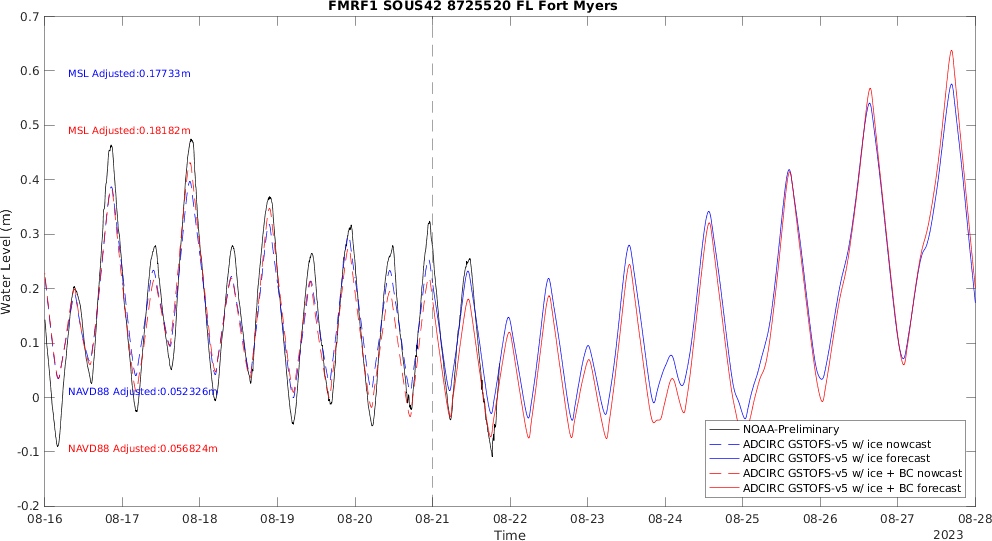 FMRF1 SOUS42 8725520 FL Fort Myers
0.7
0.6
0.5
0.4
0.3
0.2
0.1
0
-0.1
-0.2
Water Level (m)
MSL Adjusted:0.17733m
MSL Adjusted:0.18182m
NAVD88 Adjusted:0.052326m
NAVD88 Adjusted:0.056824m
NOAA-Preliminary
ADCIRC GSTOFS-v5 w/ ice nowcast
ADCIRC GSTOFS-v5 w/ ice forecast
ADCIRC GSTOFS-v5 w/ ice + BC nowcast
ADCIRC GSTOFS-v5 w/ ice + BC forecast
08-16 08-17 08-18 08-19 08-20 08-21 08-22 08-23 08-24 08-25 08-26 08-27 08-28
Time
2023